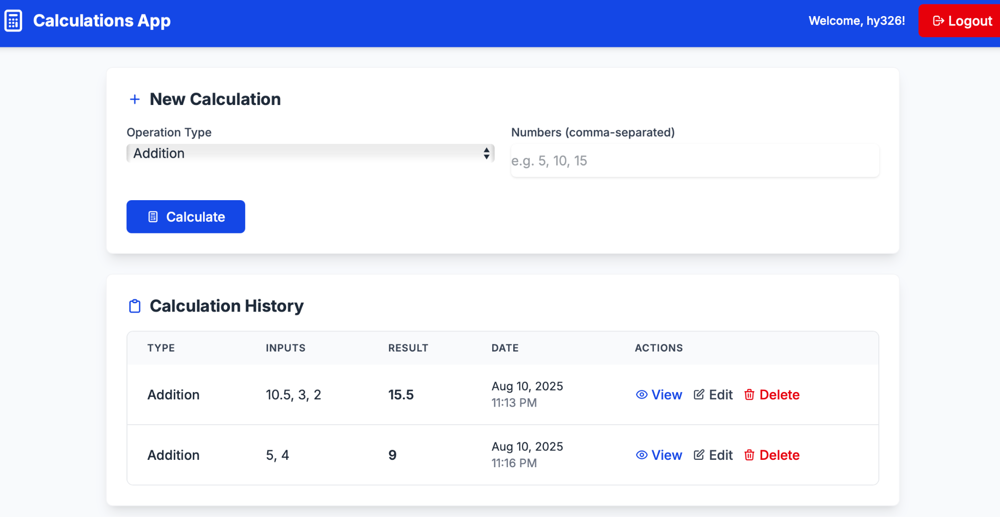 Calculations App
Welcome, hy326!
Logout
New Calculation
Operation Type
Numbers (comma-separated)
Addition
e.g. 5, 10, 15
Calculate
Calculation History
TYPE INPUTS RESULT DATE ACTIONS
Addition 10.5, 3, 2 15.5 Aug 10, 2025 11:13 PM View Edit Delete
Addition 5, 4 9 Aug 10, 2025 11:16 PM View Edit Delete